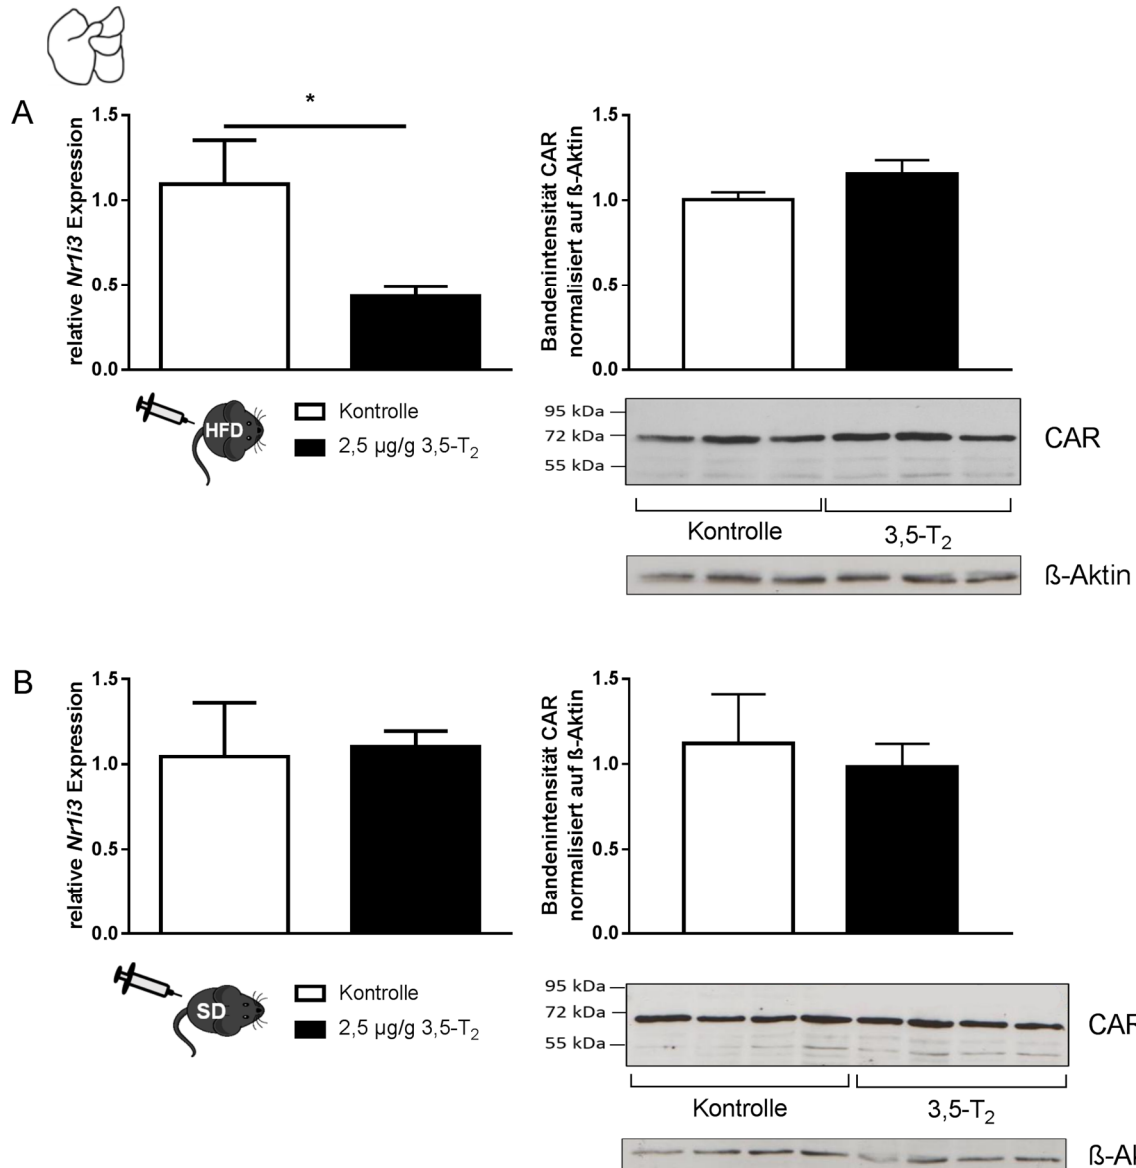 A
*
relative Nr1i3 Expression
1.5
1.0
0.5
0.0
Bandenintensität CAR
normalisiert auf ß-Aktin
1.5
1.0
0.5
0.0
HFD
Kontrolle
2,5 µg/g 3,5-T₂
95 kDa
72 kDa
55 kDa
CAR
Kontrolle
3,5-T₂
ß-Aktin
B
relative Nr1i3 Expression
1.5
1.0
0.5
0.0
Bandenintensität CAR
normalisiert auf ß-Aktin
1.5
1.0
0.5
0.0
SD
Kontrolle
2,5 µg/g 3,5-T₂
95 kDa
72 kDa
55 kDa
CAR
Kontrolle
3,5-T₂